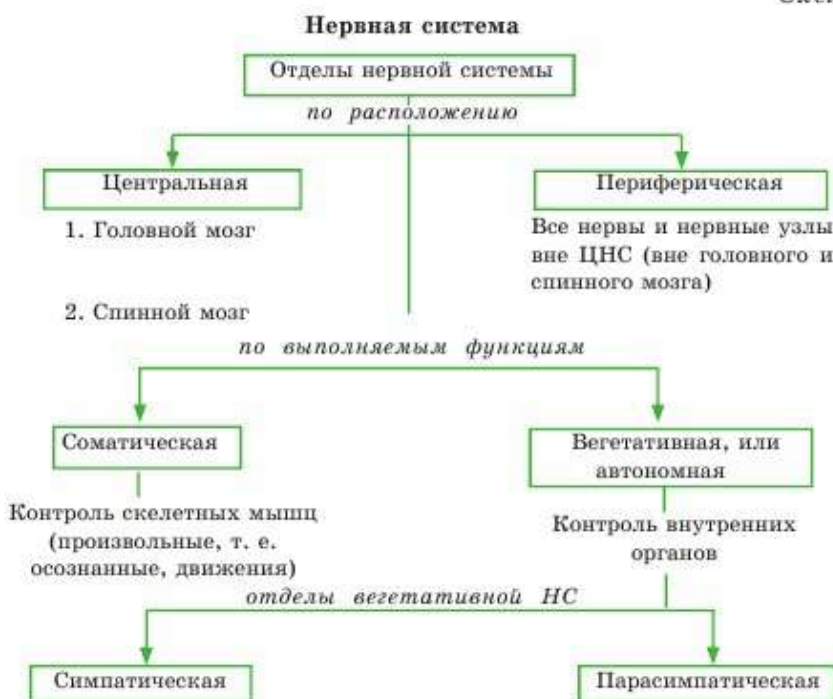 Нервная система
Отделы нервной системы
по расположению
Центральная
Периферическая
1. Головной мозг
2. Спинной мозг
Все нервы и нервные узлы
вне ЦНС (вне головного и
спинного мозга)
по выполняемым функциям
Соматическая
Вегетативная, или
автономная
Контроль скелетных мышц
(произвольные, т. е.
осознанные, движения)
Контроль внутренних
органов
отделы вегетативной НС
Симпатическая
Парасимпатическая